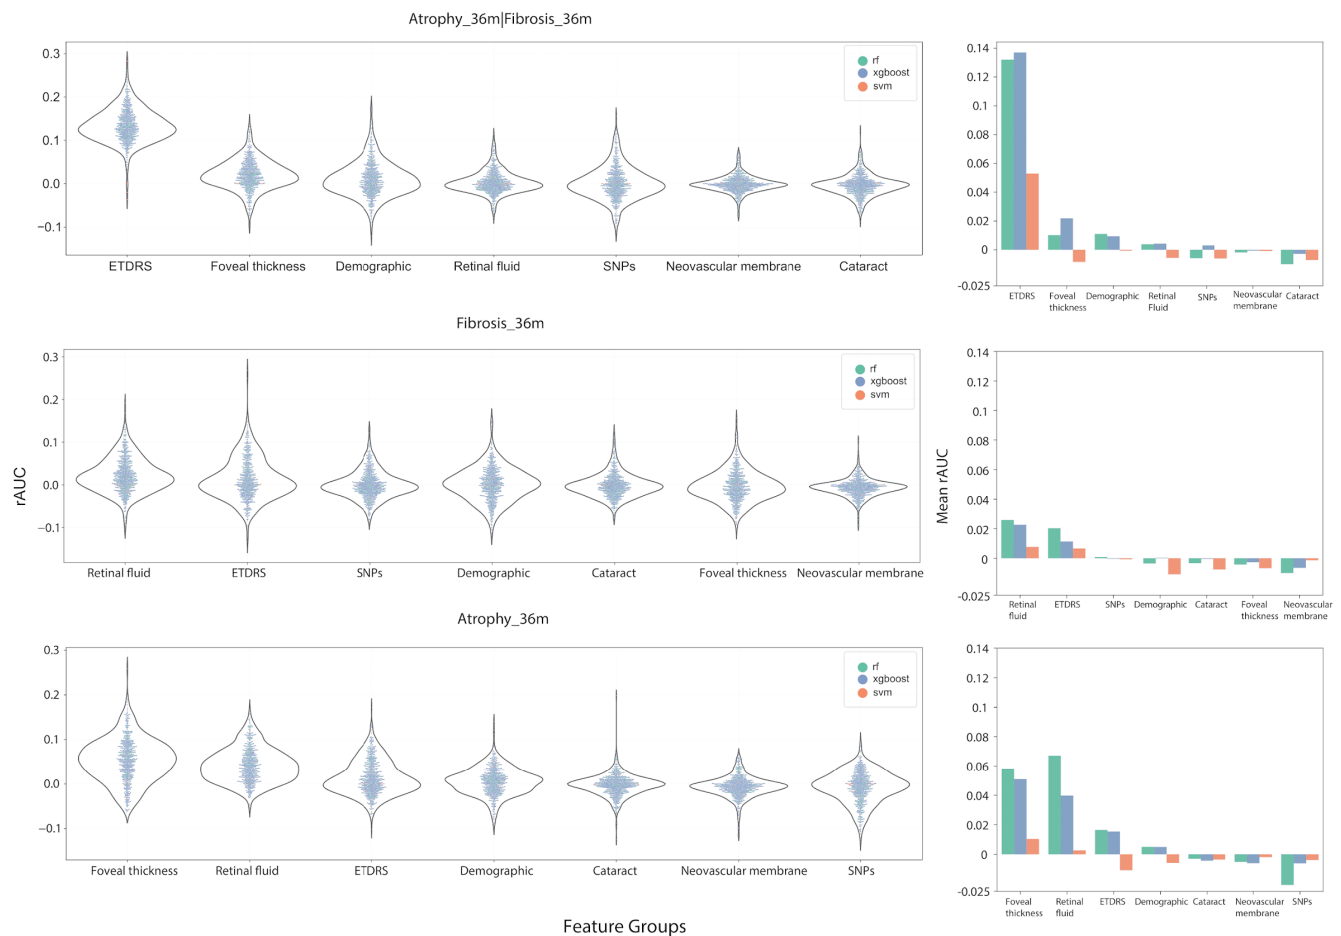 Atrophy_36m|Fibrosis_36m
0.3
0.2
0.1
0.0
−0.1
rf
xgboost
svm
ETDRS
Foveal thickness
Demographic
Retinal fluid
SNPs
Neovascular membrane
Cataract
0.14
0.12
0.1
0.08
0.06
0.04
0.02
0
-0.025
ETDRS
Foveal
thickness
Demographic
Retinal
Fluid
SNPs
Neovascular
membrane
Cataract
Fibrosis_36m
rAUC
0.3
0.2
0.1
0.0
−0.1
rf
xgboost
svm
Retinal fluid
ETDRS
SNPs
Demographic
Cataract
Foveal thickness
Neovascular membrane
Mean rAUC
0.14
0.12
0.1
0.08
0.06
0.04
0.02
0
-0.025
Retinal
fluid
ETDRS
SNPs
Demographic
Cataract
Foveal
thickness
Neovascular
membrane
Atrophy_36m
0.3
0.2
0.1
0.0
−0.1
rf
xgboost
svm
Foveal thickness
Retinal fluid
ETDRS
Demographic
Cataract
Neovascular membrane
SNPs
0.14
0.12
0.1
0.08
0.06
0.04
0.02
0
-0.025
Foveal
thickness
Retinal
fluid
ETDRS
Demographic
Cataract
Neovascular
membrane
SNPs
Feature Groups